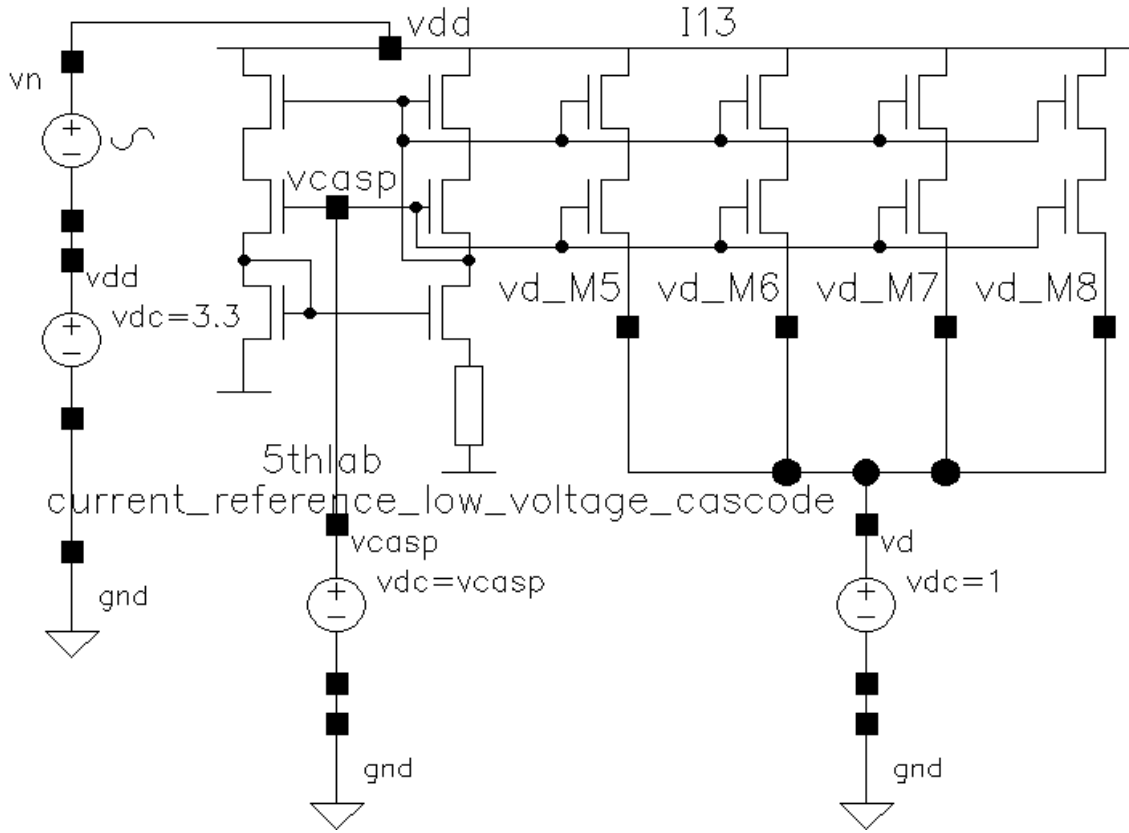 vdd
I13
vn
vcasp
vdd
vdc=3.3
vd_M5
vd_M6
vd_M7
vd_M8
5thlab
current_reference_low_voltage_cascode
vcasp
vdc=vcasp
vd
vdc=1
gnd
gnd
gnd